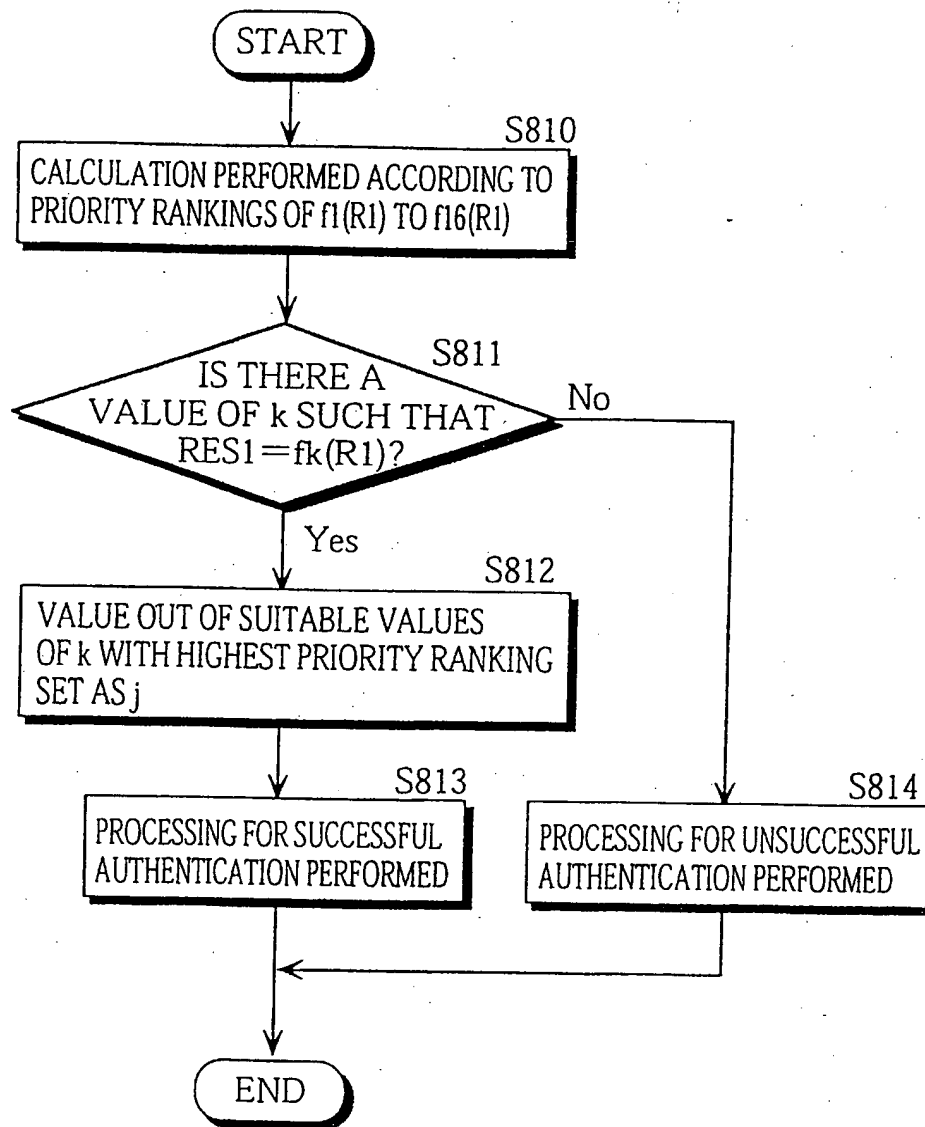 START
S810
CALCULATION PERFORMED ACCORDING TO
PRIORITY RANKINGS OF f1(R1) TO f16(R1)
S811
IS THERE A
VALUE OF k SUCH THAT
RES1=fk(R1)?
No
Yes
S812
VALUE OUT OF SUITABLE VALUES
OF k WITH HIGHEST PRIORITY RANKING
SET AS j
S813
PROCESSING FOR SUCCESSFUL
AUTHENTICATION PERFORMED
S814
PROCESSING FOR UNSUCCESSFUL
AUTHENTICATION PERFORMED
END